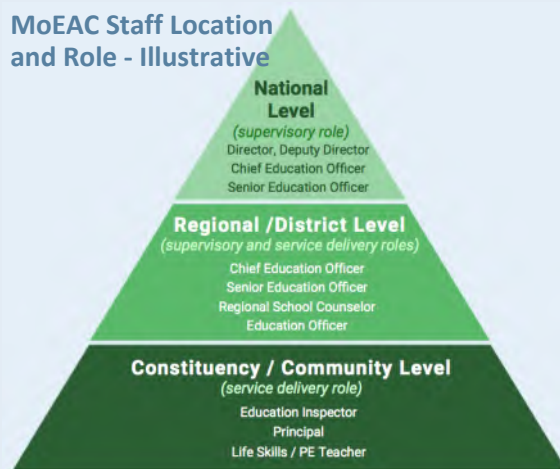 MoEAC Staff Location
and Role - Illustrative
National
Level
(supervisory role)
Director, Deputy Director
Chief Education Officer
Senior Education Officer
Regional /District Level
(supervisory and service delivery roles)
Chief Education Officer
Senior Education Officer
Regional School Counselor
Education Officer
Constituency / Community Level
(service delivery role)
Education Inspector
Principal
Life Skills / PE Teacher